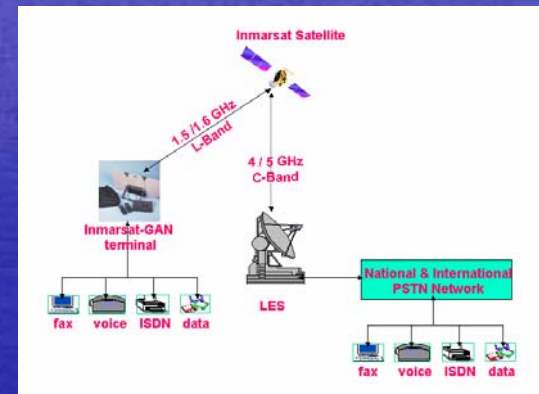 Inmarsat Satellite
1.5 /1.6 GHz
L-Band
4 / 5 GHz
C-Band
Inmarsat-GAN
terminal
fax voice ISDN data
LES
National & International
PSTN Network
fax voice ISDN data